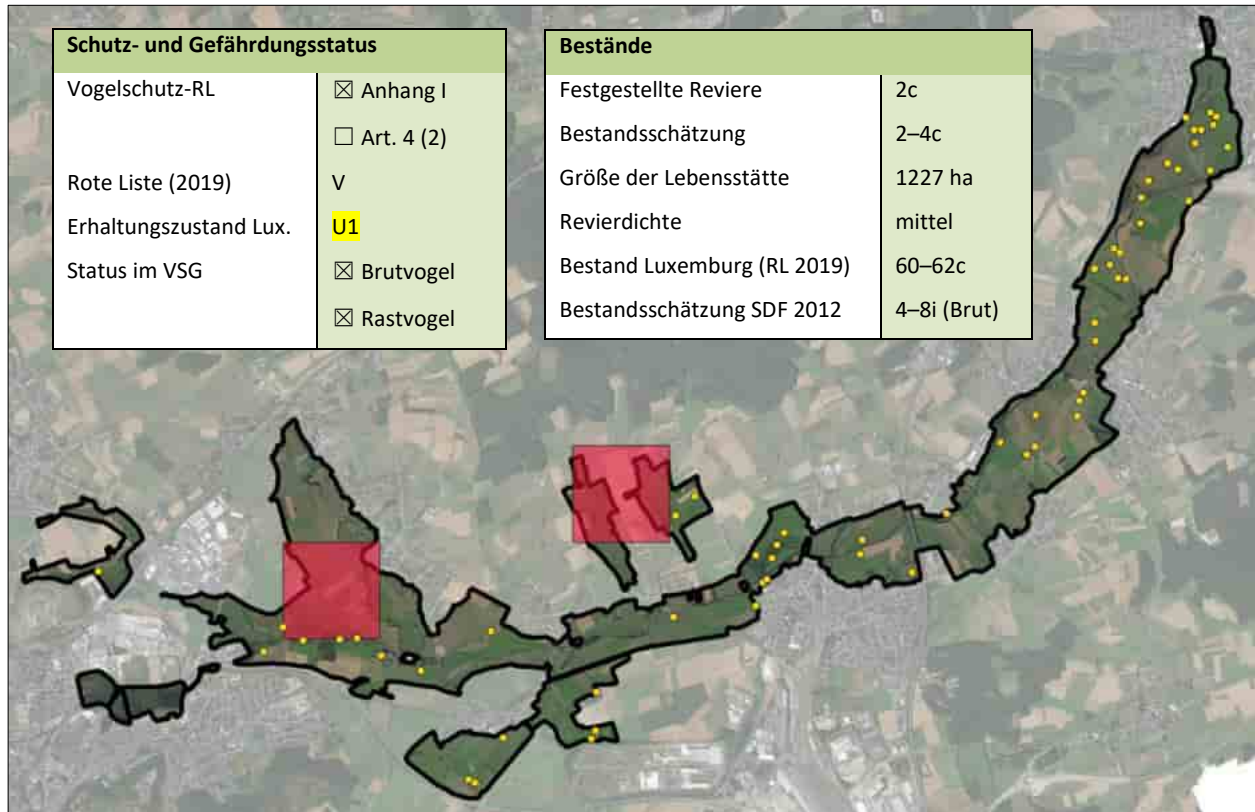 Schutz- und Gefährdungsstatus
Vogelschutz-RL ☒ Anhang I
☐ Art. 4 (2)
Rote Liste (2019) V
Erhaltungszustand Lux. U1
Status im VSG ☒ Brutvogel
☒ Rastvogel
Bestände
Festgestellte Reviere 2c
Bestandsschätzung 2–4c
Größe der Lebensstätte 1227 ha
Revierdichte mittel
Bestand Luxemburg (RL 2019) 60–62c
Bestandsschätzung SDF 2012 4–8i (Brut)